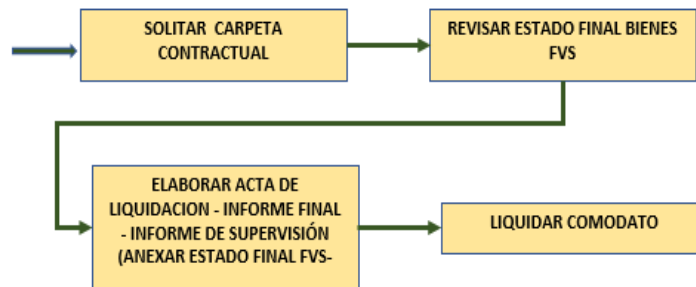 SOLITAR CARPETA
CONTRACTUAL
REVISAR ESTADO FINAL BIENES
FVS
ELABORAR ACTA DE
LIQUIDACION - INFORME FINAL
- INFORME DE SUPERVISIÓN
(ANEXAR ESTADO FINAL FVS-
LIQUIDAR COMODATO